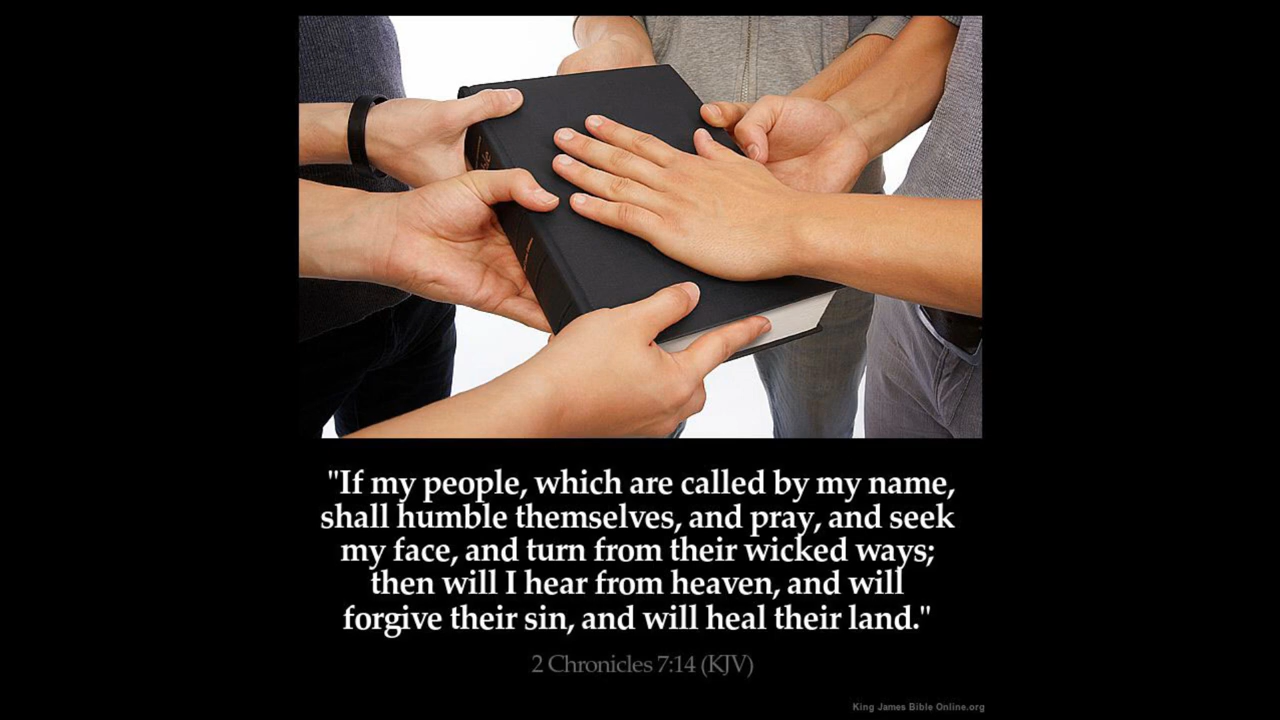 "If my people, which are called by my name,
shall humble themselves, and pray, and seek
my face, and turn from their wicked ways;
then will I hear from heaven, and will
forgive their sin, and will heal their land."
2 Chronicles 7:14 (KJV)
King James Bible Online.org